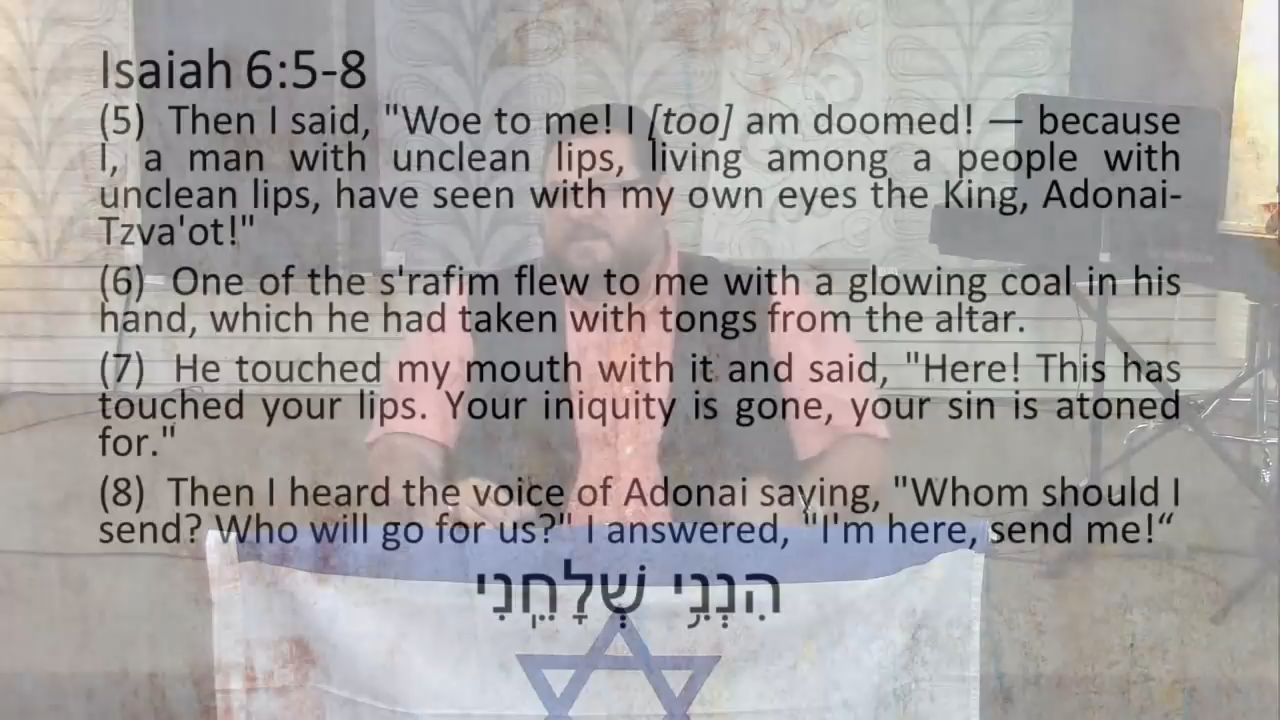 Isaiah 6:5-8
(5) Then I said, "Woe to me! I [too] am doomed! — because
I, a man with unclean lips, living among a people with
unclean lips, have seen with my own eyes the King, Adonai-
Tzva'ot!"
(6) One of the s'rafim flew to me with a glowing coal in his
hand, which he had taken with tongs from the altar.
(7) He touched my mouth with it and said, "Here! This has
touched your lips. Your iniquity is gone, your sin is atoned
for."
(8) Then I heard the voice of Adonai saying, "Whom should I
send? Who will go for us?" I answered, "I'm here, send me!“
הִנְנִ֥י שְׁלָחֵֽנִי